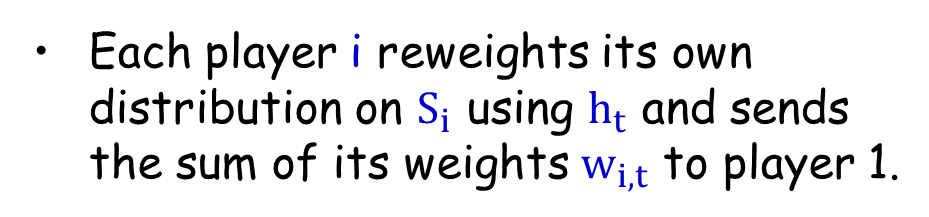 • Each player i reweights its own
distribution on Sᵢ using hₜ and sends
the sum of its weights wᵢ,ₜ to player 1.